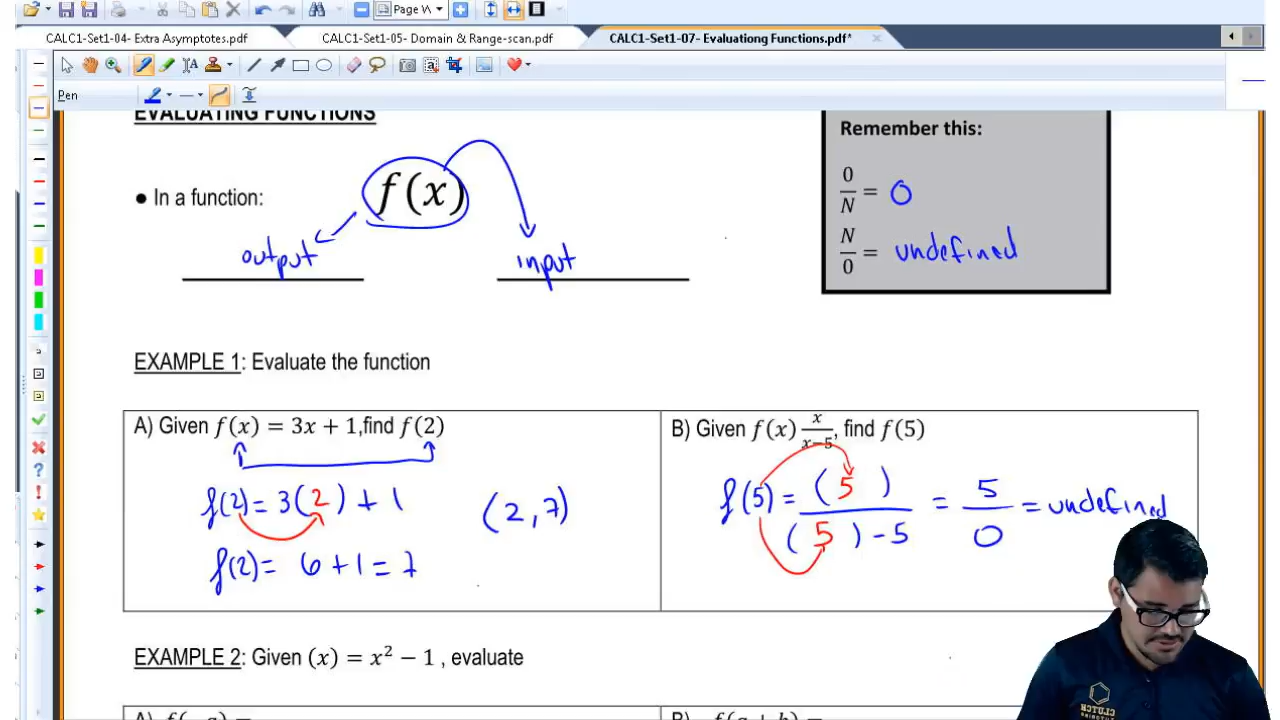 Page W
CALC1-Set1-04- Extra Asymptotes.pdf
CALC1-Set1-05- Domain & Range-scan.pdf
CALC1-Set1-07- Evaluationg Functions.pdf*
Pen
EVALUATING FUNCTIONS
● In a function:
f(x)
output
input
Remember this:
0/N = 0
N/0 = undefined
EXAMPLE 1: Evaluate the function
A) Given f(x) = 3x + 1,find f(2)
f(2) = 3(2) + 1
(2,7)
f(2) = 6 + 1 = 7
B) Given f(x) x/(x−5), find f(5)
f(5) = (5)/((5) - 5) = 5/0 = undefined
EXAMPLE 2: Given (x) = x² − 1 , evaluate
A) f(−a) =
B) f(a + h) =
CLUTCH